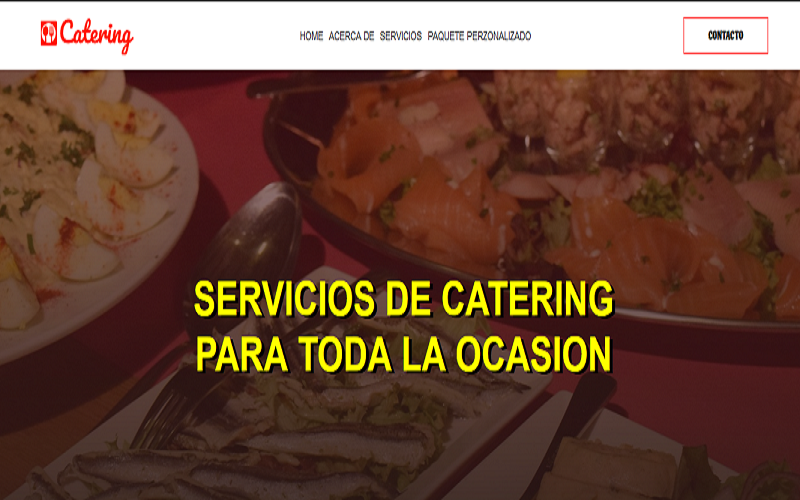 Catering
HOME ACERCA DE SERVICIOS PAQUETE PERZONALIZADO
CONTACTO
SERVICIOS DE CATERING
PARA TODA LA OCASION